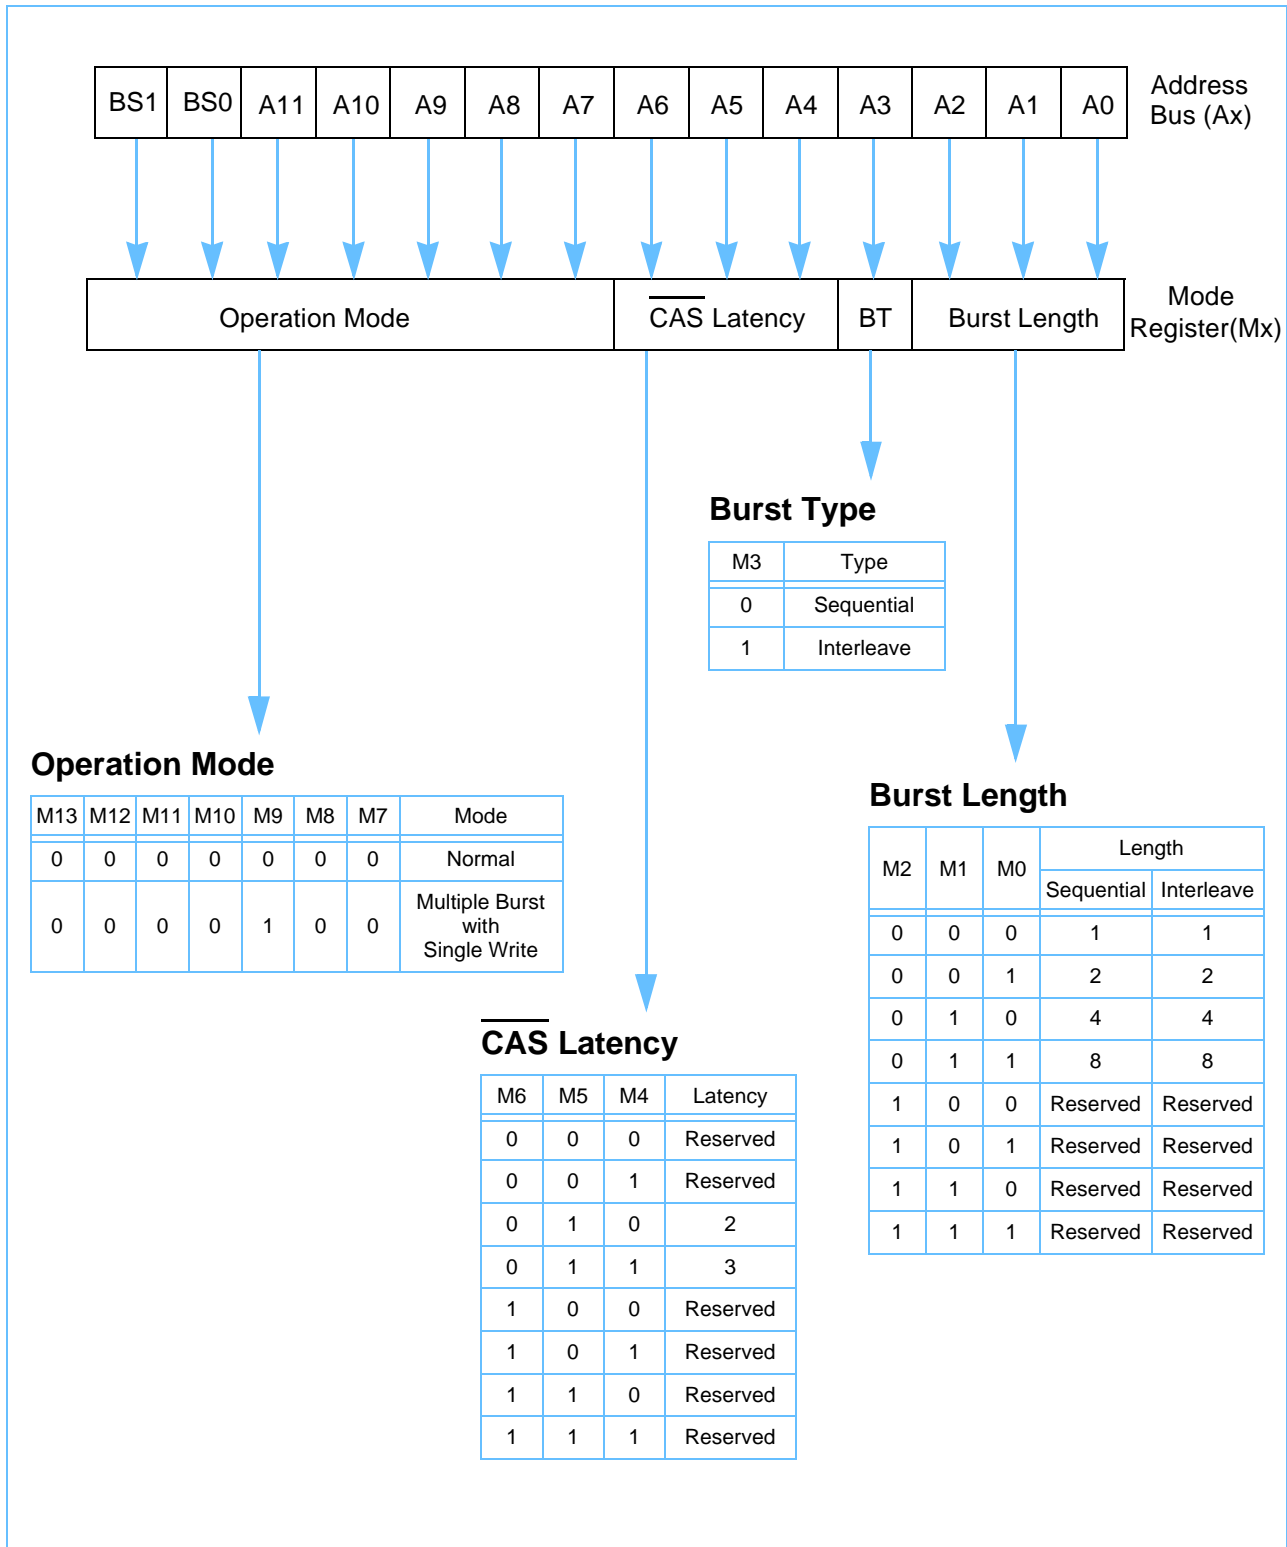 BS1 BS0 A11 A10 A9 A8 A7 A6 A5 A4 A3 A2 A1 A0
Address
Bus (Ax)
Operation Mode CAS Latency BT Burst Length
Mode
Register(Mx)
Burst Type
M3 Type
0 Sequential
1 Interleave
Operation Mode
M13 M12 M11 M10 M9 M8 M7 Mode
0 0 0 0 0 0 0 Normal
0 0 0 0 1 0 0 Multiple Burst
with
Single Write
Burst Length
M2 M1 M0 Length
Sequential Interleave
0 0 0 1 1
0 0 1 2 2
0 1 0 4 4
0 1 1 8 8
1 0 0 Reserved Reserved
1 0 1 Reserved Reserved
1 1 0 Reserved Reserved
1 1 1 Reserved Reserved
CAS Latency
M6 M5 M4 Latency
0 0 0 Reserved
0 0 1 Reserved
0 1 0 2
0 1 1 3
1 0 0 Reserved
1 0 1 Reserved
1 1 0 Reserved
1 1 1 Reserved